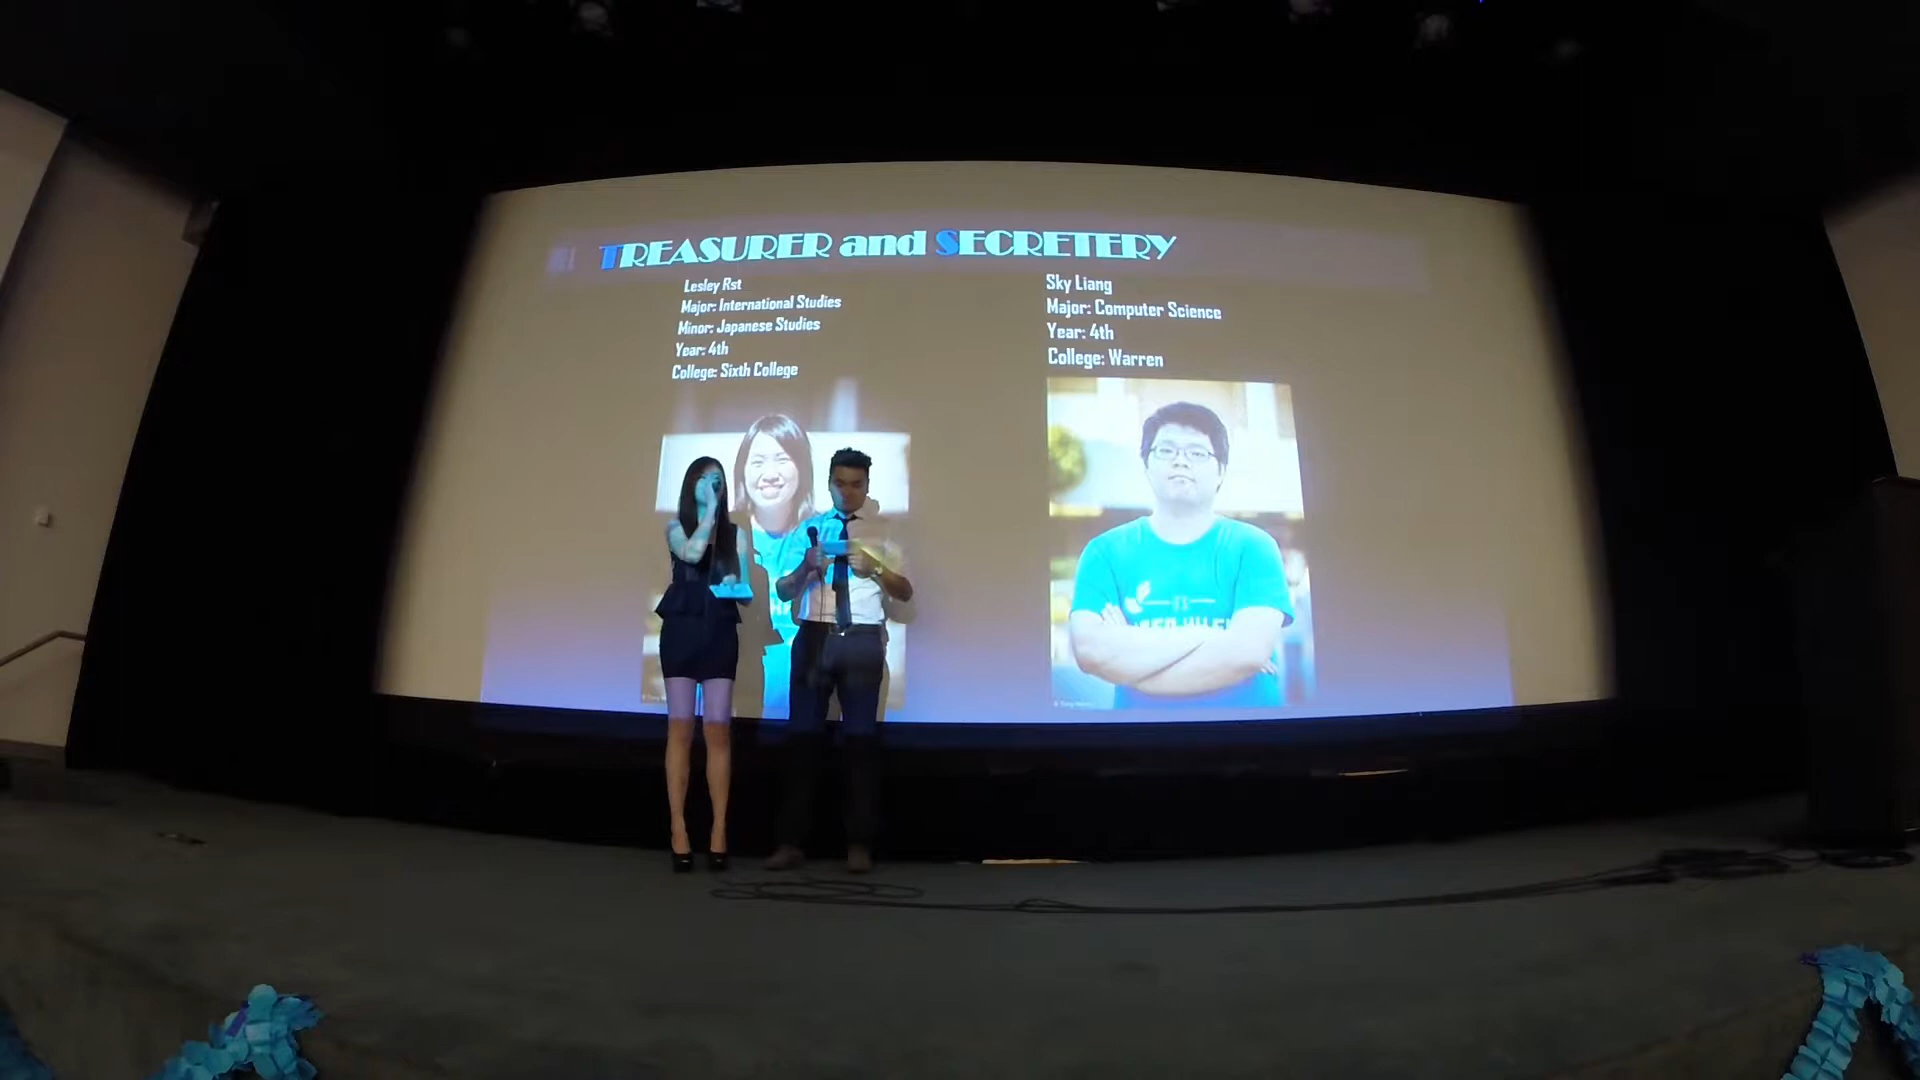 TREASURER and SECRETERY
Lesley Rst
Major: International Studies
Minor: Japanese Studies
Year: 4th
College: Sixth College
Sky Liang
Major: Computer Science
Year: 4th
College: Warren